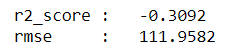 r2_score :   -0.3092
rmse     :   111.9582